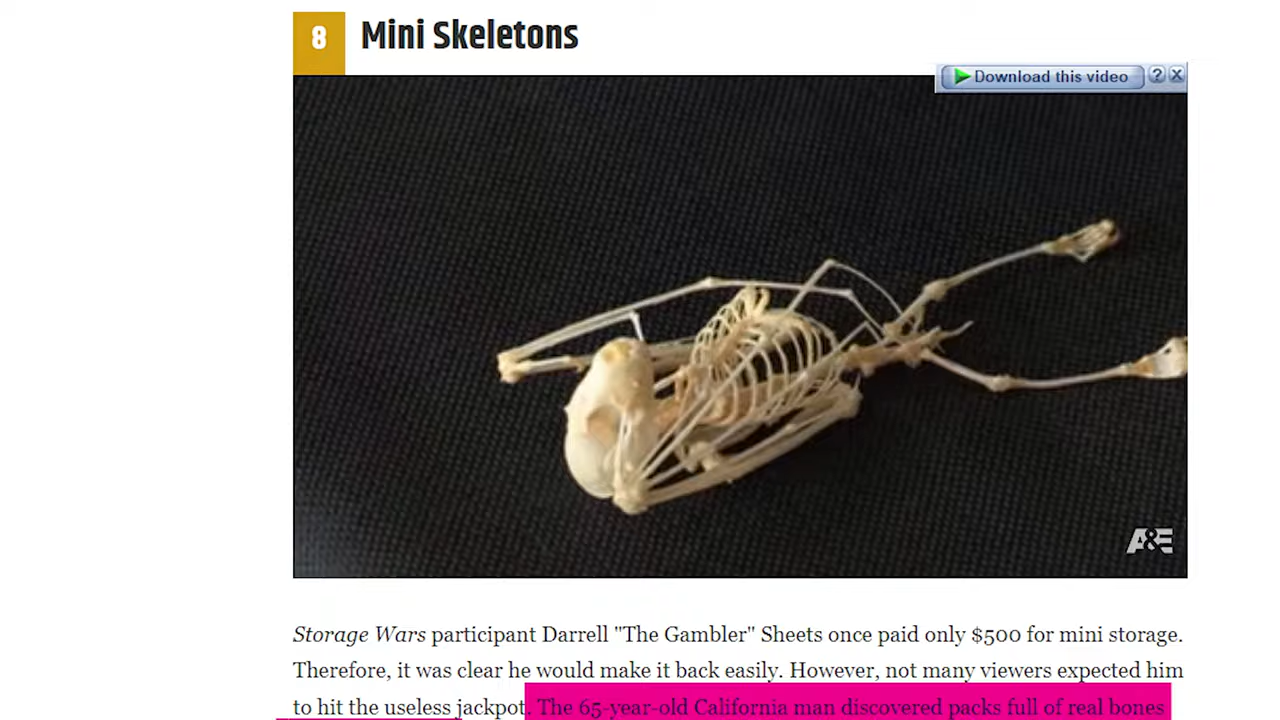 8 Mini Skeletons
Download this video ? X
A&E
Storage Wars participant Darrell "The Gambler" Sheets once paid only $500 for mini storage.
Therefore, it was clear he would make it back easily. However, not many viewers expected him
to hit the useless jackpot. The 65-year-old California man discovered packs full of real bones